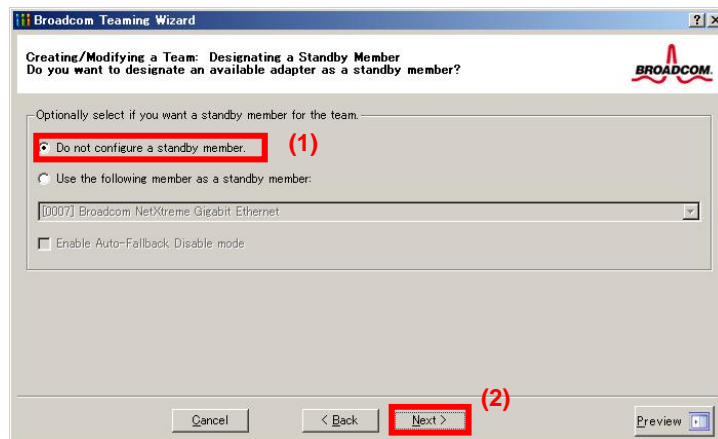 Broadcom Teaming Wizard
Creating/Modifying a Team: Designating a Standby Member
Do you want to designate an available adapter as a standby member?
BROADCOM.
Optionally select if you want a standby member for the team.
Do not configure a standby member.
(1)
Use the following member as a standby member:
[0007] Broadcom NetXtreme Gigabit Ethernet
Enable Auto-Fallback Disable mode
(2)
Cancel
< Back
Next >
Preview